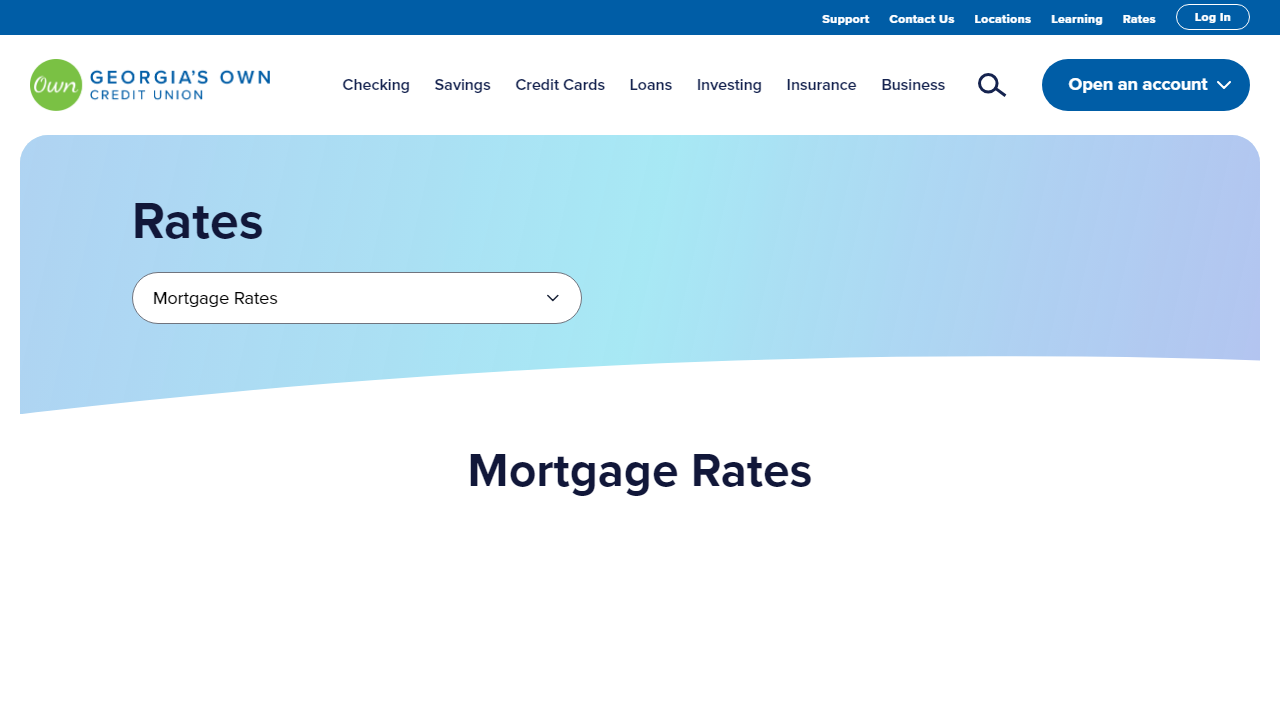 Support Contact Us Locations Learning Rates Log In
Own GEORGIA'S OWN
CREDIT UNION
Checking Savings Credit Cards Loans Investing Insurance Business Open an account
Rates
Mortgage Rates
Mortgage Rates